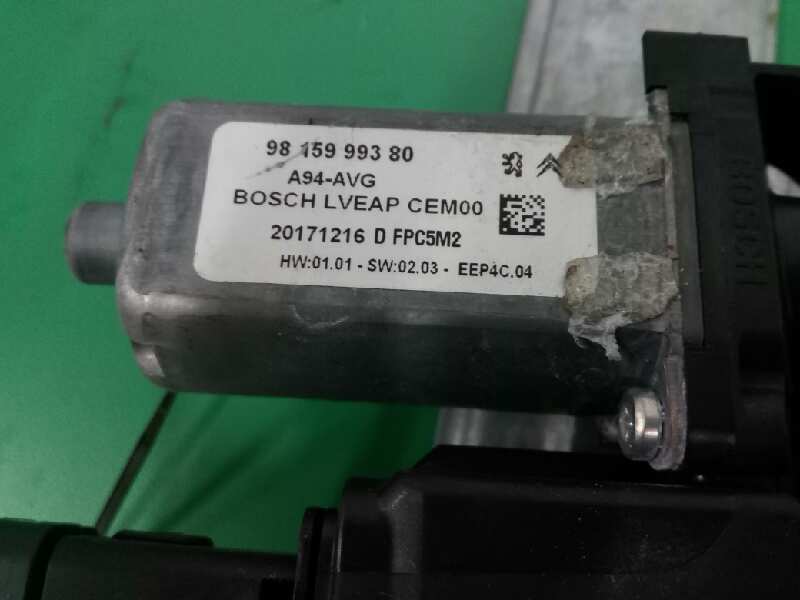 98 159 993 80
A94-AVG
BOSCH LVEAP CEM00
20171216 D FPC5M2
HW:01.01 - SW:02.03 - EEP4C.04
BOSCH